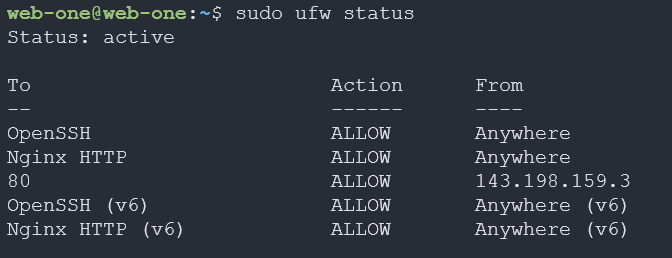 web-one@web-one:~$ sudo ufw status
Status: active
To Action From
-- ------ ----
OpenSSH ALLOW Anywhere
Nginx HTTP ALLOW Anywhere
80 ALLOW 143.198.159.3
OpenSSH (v6) ALLOW Anywhere (v6)
Nginx HTTP (v6) ALLOW Anywhere (v6)